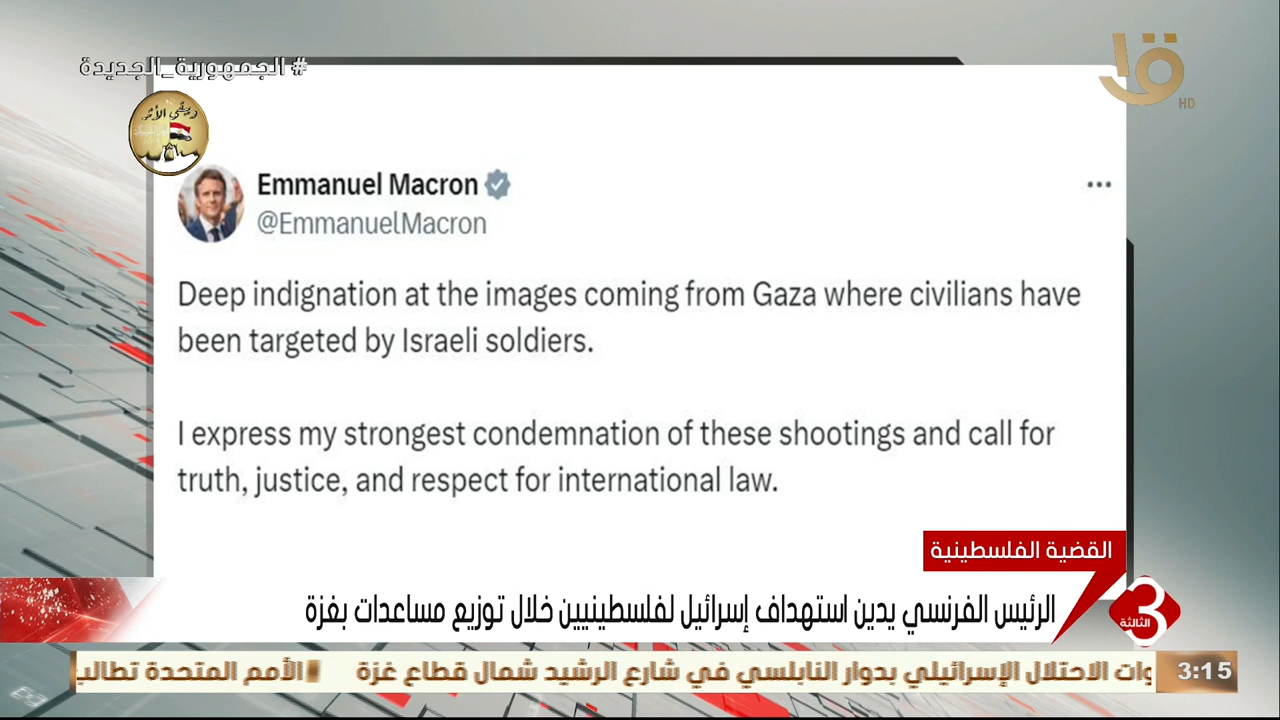 #الجمهورية_الجديدة
HD
Emmanuel Macron
@EmmanuelMacron
Deep indignation at the images coming from Gaza where civilians have
been targeted by Israeli soldiers.
I express my strongest condemnation of these shootings and call for
truth, justice, and respect for international law.
القضية الفلسطينية
الرئيس الفرنسي يدين استهداف إسرائيل لفلسطينيين خلال توزيع مساعدات بغزة
3
الثالثة
وات الاحتلال الإسرائيلي بدوار النابلسي في شارع الرشيد شمال قطاع غزة الأمم المتحدة تطالب
3:15